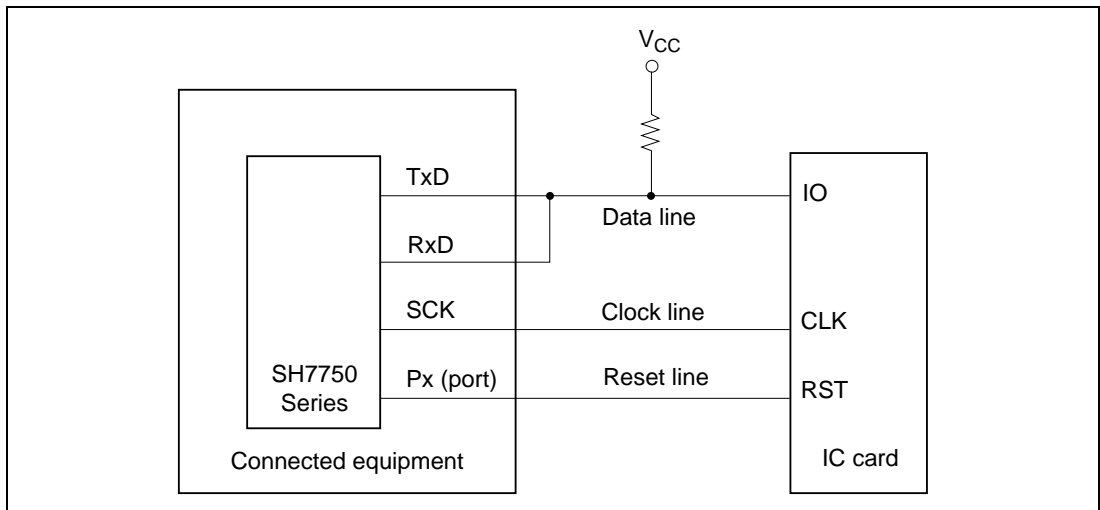 VCC
TxD
IO
Data line
RxD
SCK
Clock line
CLK
SH7750
Series
Px (port)
Reset line
RST
Connected equipment
IC card